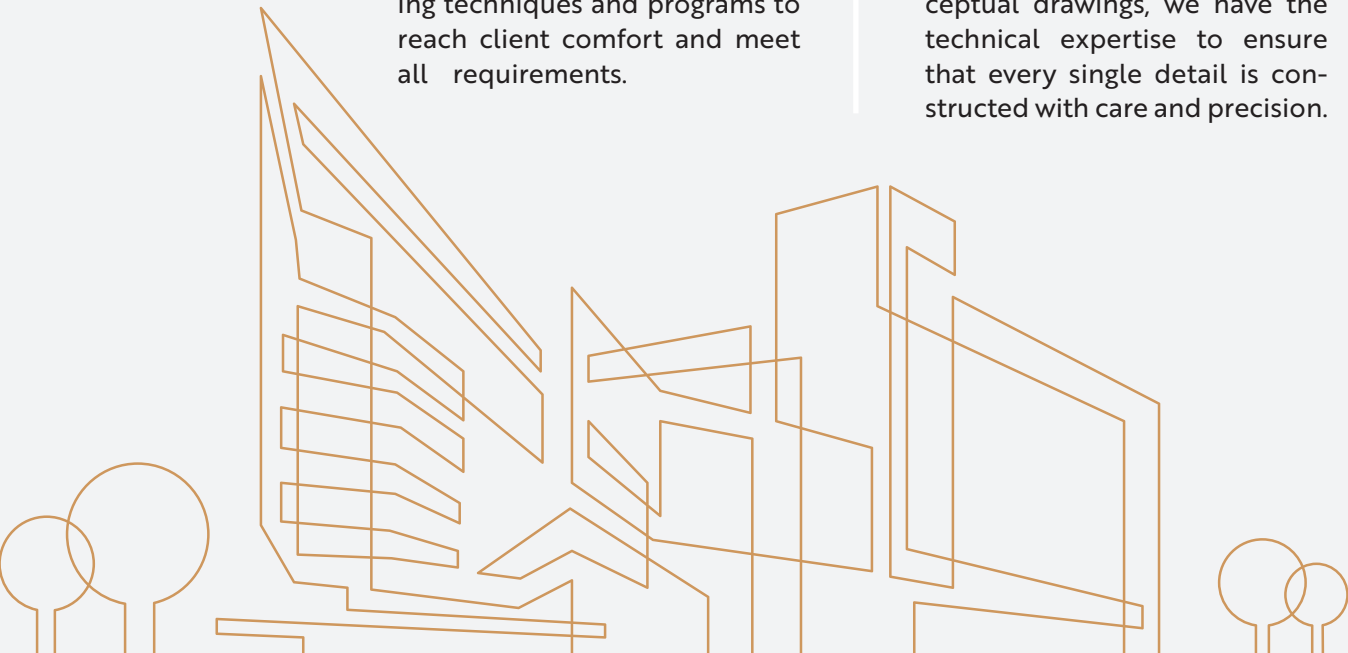 ing techniques and programs to
reach client comfort and meet
all requirements.
ceptual drawings, we have the
technical expertise to ensure
that every single detail is con-
structed with care and precision.